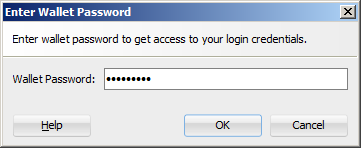 Enter Wallet Password
Enter wallet password to get access to your login credentials.
Wallet Password: •••••••••
Help OK Cancel